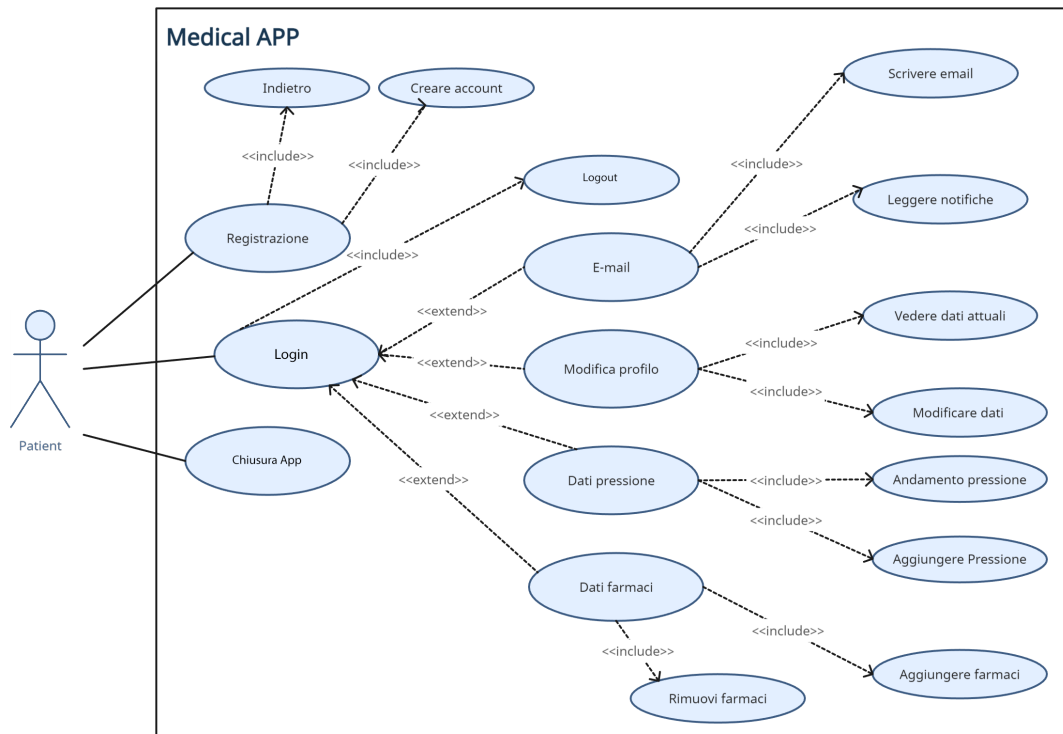 Medical APP
Indietro
Creare account
Scrivere email
<<include>>
<<include>>
<<include>>
Logout
Leggere notifiche
Registrazione
<<include>>
<<include>>
E-mail
<<extend>>
Vedere dati attuali
<<include>>
Login
<<extend>>
Modifica profilo
<<include>>
Modificare dati
<<extend>>
Patient
Chiusura App
<<extend>>
Dati pressione
<<include>>
Andamento pressione
<<include>>
Aggiungere Pressione
Dati farmaci
<<include>>
<<include>>
Aggiungere farmaci
Rimuovi farmaci